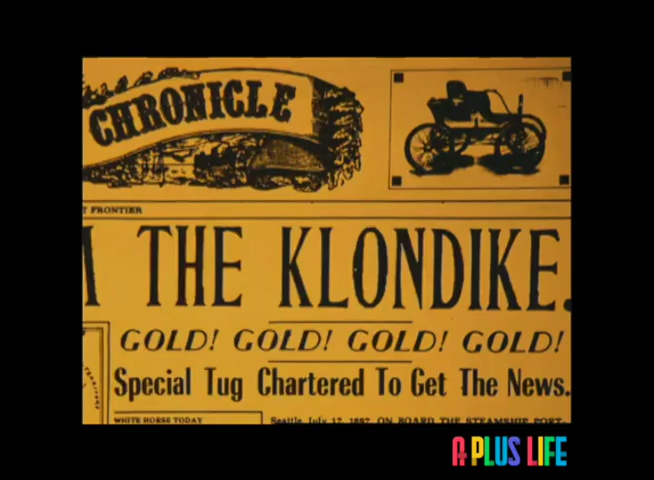 CHRONICLE
T FRONTIER
THE KLONDIKE.
GOLD! GOLD! GOLD! GOLD!
Special Tug Chartered To Get The News.
WHITE HORSE TODAY
Seattle, July 17, 1897, ON BOARD THE STEAMSHIP PORT-
A PLUS LIFE